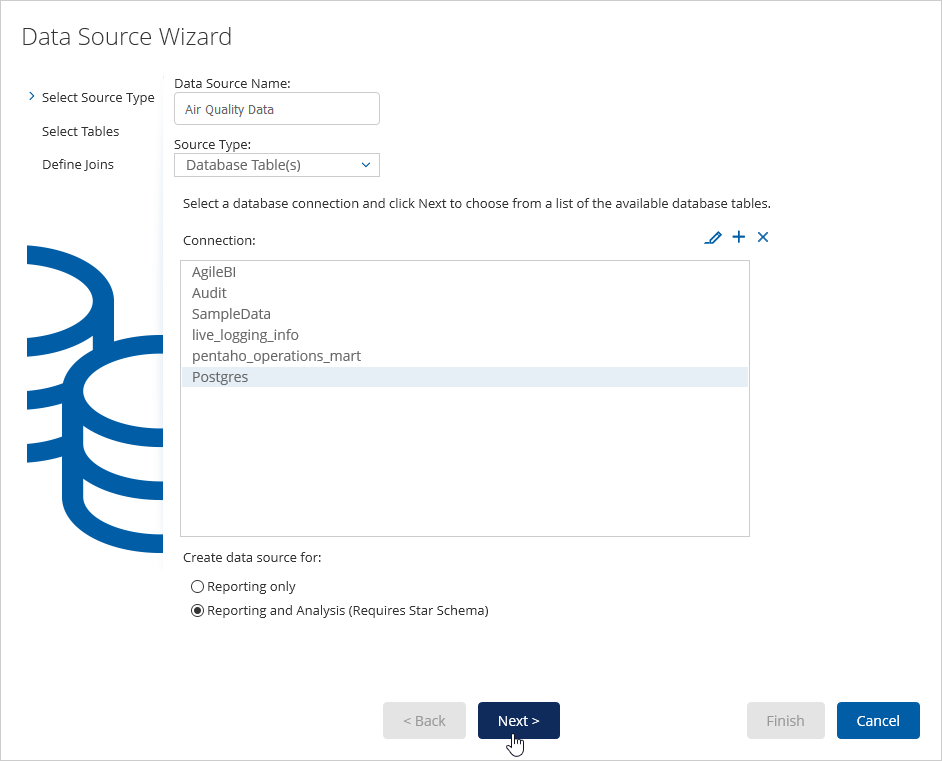 Data Source Wizard
Select Source Type
Select Tables
Define Joins
Data Source Name:
Air Quality Data
Source Type:
Database Table(s)
Select a database connection and click Next to choose from a list of the available database tables.
Connection:
AgileBI
Audit
SampleData
live_logging_info
pentaho_operations_mart
Postgres
Create data source for:
Reporting only
Reporting and Analysis (Requires Star Schema)
< Back
Next >
Finish
Cancel